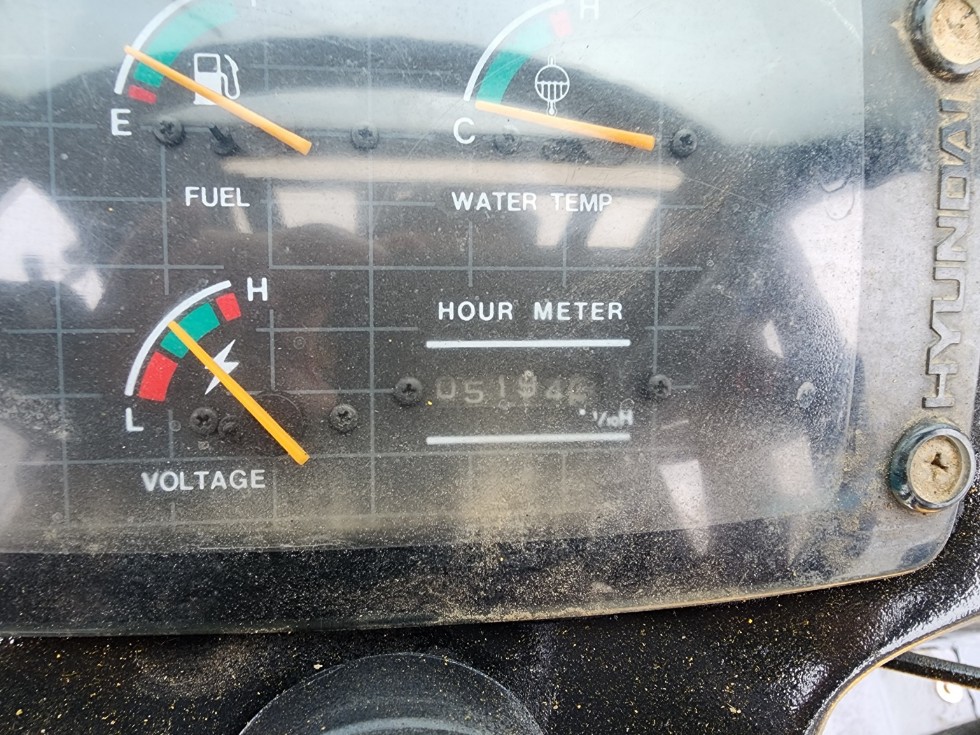 H
E
C
FUEL
WATER TEMP
H
HOUR METER
L
1/10H
VOLTAGE
HYUNDAI